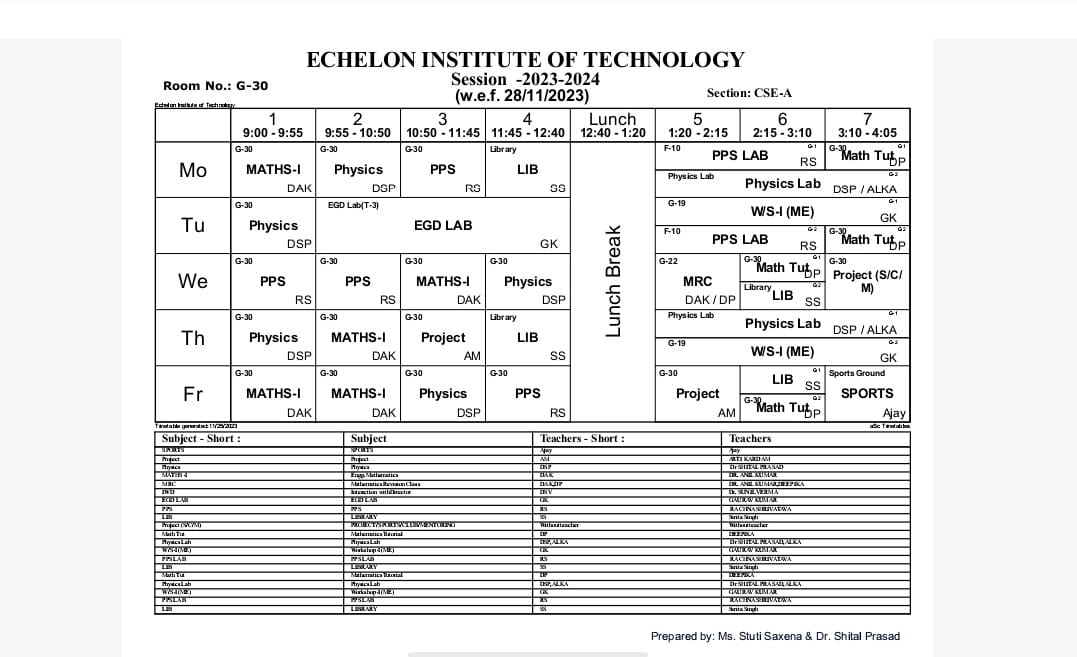 ECHELON INSTITUTE OF TECHNOLOGY
Session -2023-2024
Room No.: G-30
(w.e.f. 28/11/2023)
Section: CSE-A
Echelon Institute of Technology
1 2 3 4 Lunch 5 6 7
9:00 - 9:55 9:55 - 10:50 10:50 - 11:45 11:45 - 12:40 12:40 - 1:20 1:20 - 2:15 2:15 - 3:10 3:10 - 4:05
Mo
G-30 MATHS-I DAK
G-30 Physics DSP
G-30 PPS RS
Library LIB SS
F-10 PPS LAB G1 RS
G-30 Math Tut G1 DP
Physics Lab Physics Lab G2 DSP / ALKA
Tu
G-30 Physics DSP
EGD Lab(T-3) EGD LAB GK
Lunch Break
G-19 W/S-I (ME) G1 GK
F-10 PPS LAB G2 RS
G-30 Math Tut G2 DP
We
G-30 PPS RS
G-30 PPS RS
G-30 MATHS-I DAK
G-30 Physics DSP
G-22 MRC DAK / DP
G-30 Math Tut G1 DP
Library LIB G2 SS
G-30 Project (S/C/
M)
Th
G-30 Physics DSP
G-30 MATHS-I DAK
G-30 Project AM
Library LIB SS
Physics Lab Physics Lab G1 DSP / ALKA
G-19 W/S-I (ME) G2 GK
Fr
G-30 MATHS-I DAK
G-30 MATHS-I DAK
G-30 Physics DSP
G-30 PPS RS
G-30 Project AM
LIB G1 SS
G-30 Math Tut G2 DP
Sports Ground SPORTS Ajay
Timetable generated:11/25/2023
aSc Timetables
Subject - Short : Subject Teachers - Short : Teachers
SPORTS SPORTS Ajay Ajay
Project Project AM ARTI KARDAM
Physics Physics DSP Dr SHITAL PRASAD
MATHS-I Engg.Mathematics DAK DR. ANIL KUMAR
MRC Mathematics Revision Class DAK,DP DR. ANIL KUMAR,DEEPIKA
IWD Interaction with Director DSV Dr. SUNIL VERMA
EGD LAB EGD LAB GK GAURAV KUMAR
PPS PPS RS RACHNA SHRIVATAVA
LIB LIBRARY SS Sarita Singh
Project (S/C/M) PROJECT/SPORTS/CLUB/MENTORING Without teacher Without teacher
Math Tut Mathematics Tutorial DP DEEPIKA
Physics Lab Physics Lab DSP, ALKA Dr SHITAL PRASAD, ALKA
W/S-I (ME) Workshop-I (ME) GK GAURAV KUMAR
PPS LAB PPS LAB RS RACHNA SHRIVATAVA
LIB LIBRARY SS Sarita Singh
Math Tut Mathematics Tutorial DP DEEPIKA
Physics Lab Physics Lab DSP, ALKA Dr SHITAL PRASAD, ALKA
W/S-I (ME) Workshop-I (ME) GK GAURAV KUMAR
PPS LAB PPS LAB RS RACHNA SHRIVATAVA
LIB LIBRARY SS Sarita Singh
Prepared by: Ms. Stuti Saxena & Dr. Shital Prasad